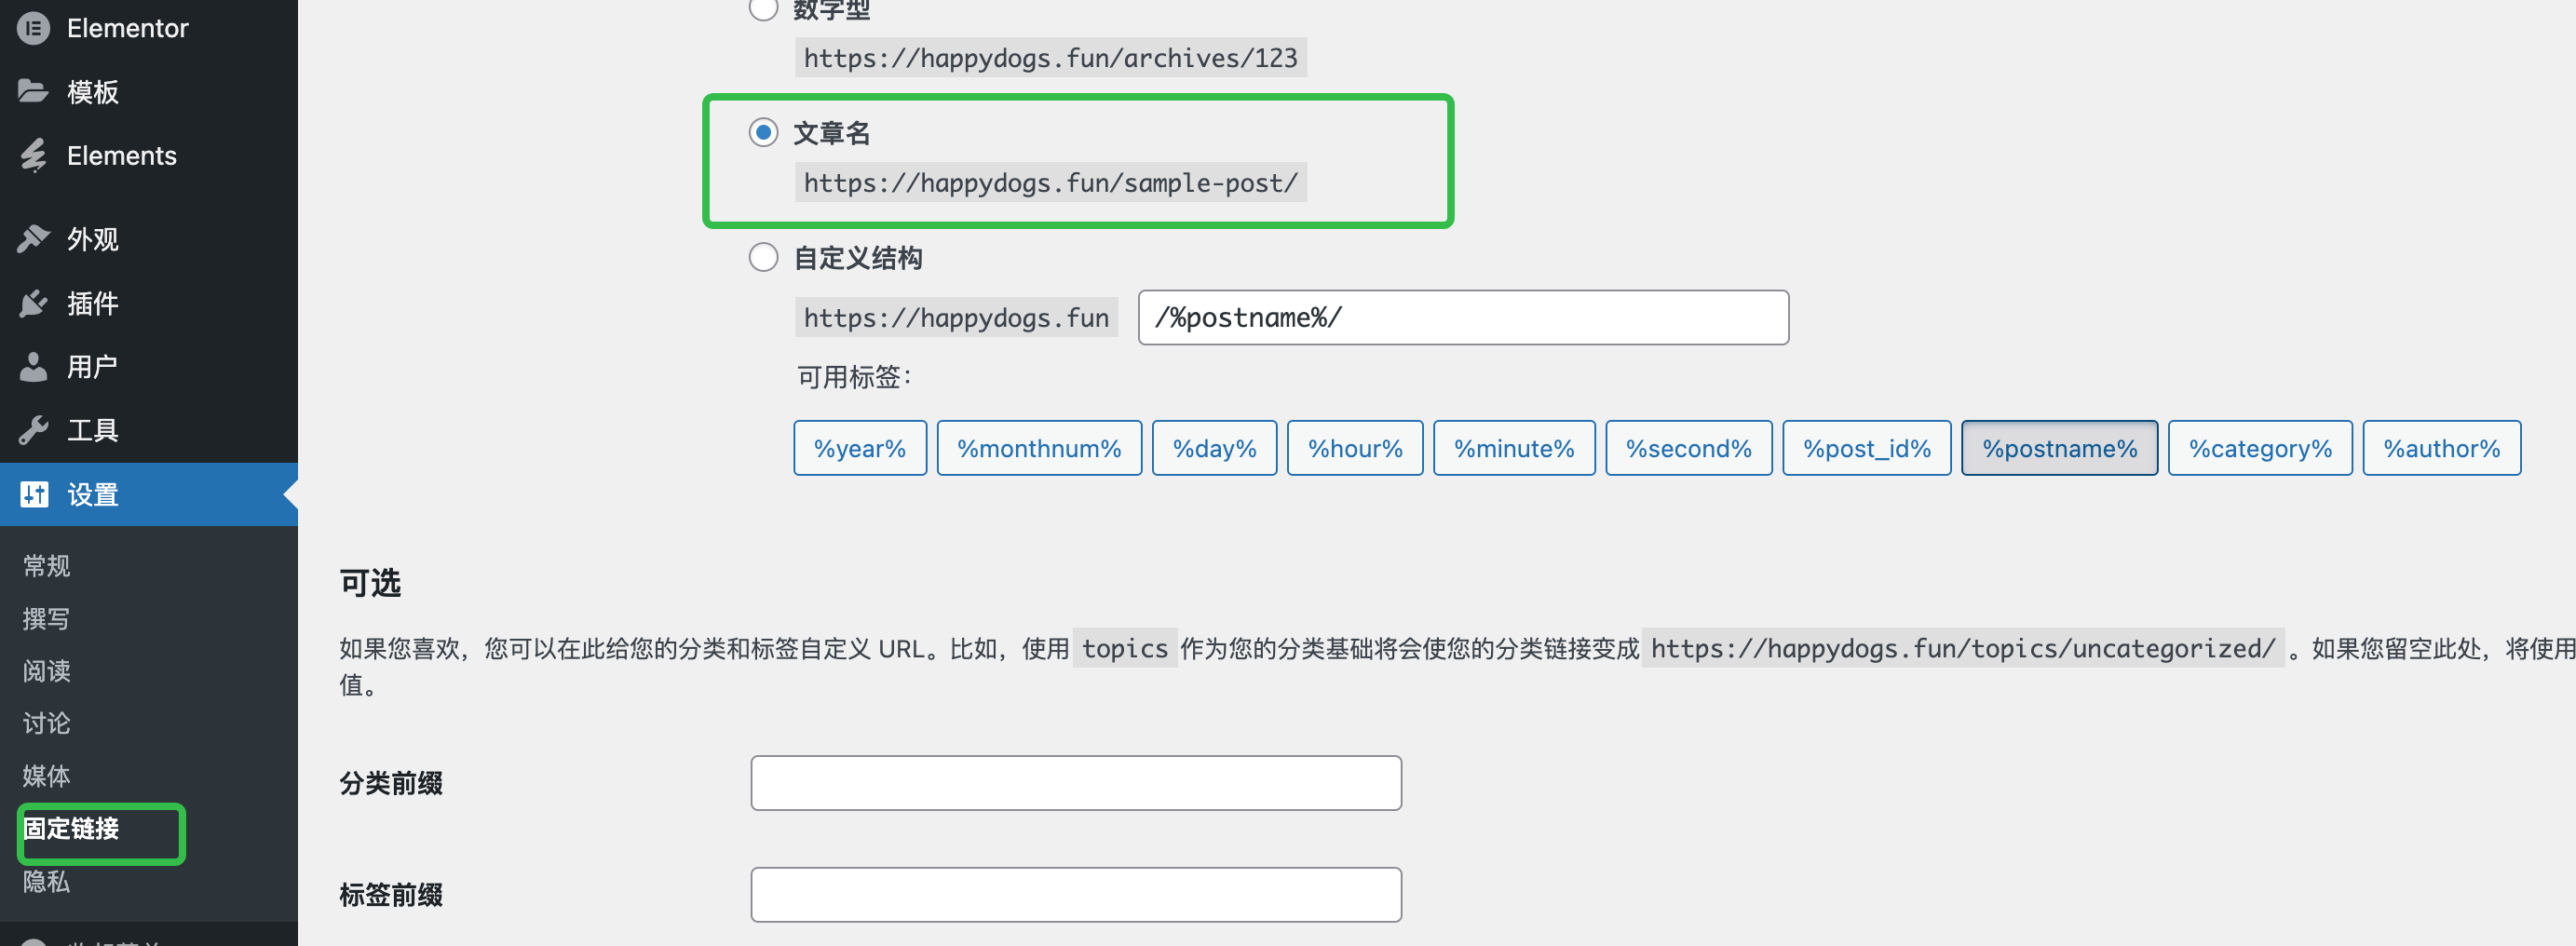 Elementor
模板
Elements
外观
插件
用户
工具
设置
常规
撰写
阅读
讨论
媒体
固定链接
隐私
数字型
https://happydogs.fun/archives/123
文章名
https://happydogs.fun/sample-post/
自定义结构
https://happydogs.fun /%postname%/
可用标签：
%year% %monthnum% %day% %hour% %minute% %second% %post_id% %postname% %category% %author%
可选
如果您喜欢，您可以在此给您的分类和标签自定义 URL。比如，使用 topics 作为您的分类基础将会使您的分类链接变成 https://happydogs.fun/topics/uncategorized/ 。如果您留空此处，将使用
值。
分类前缀
标签前缀